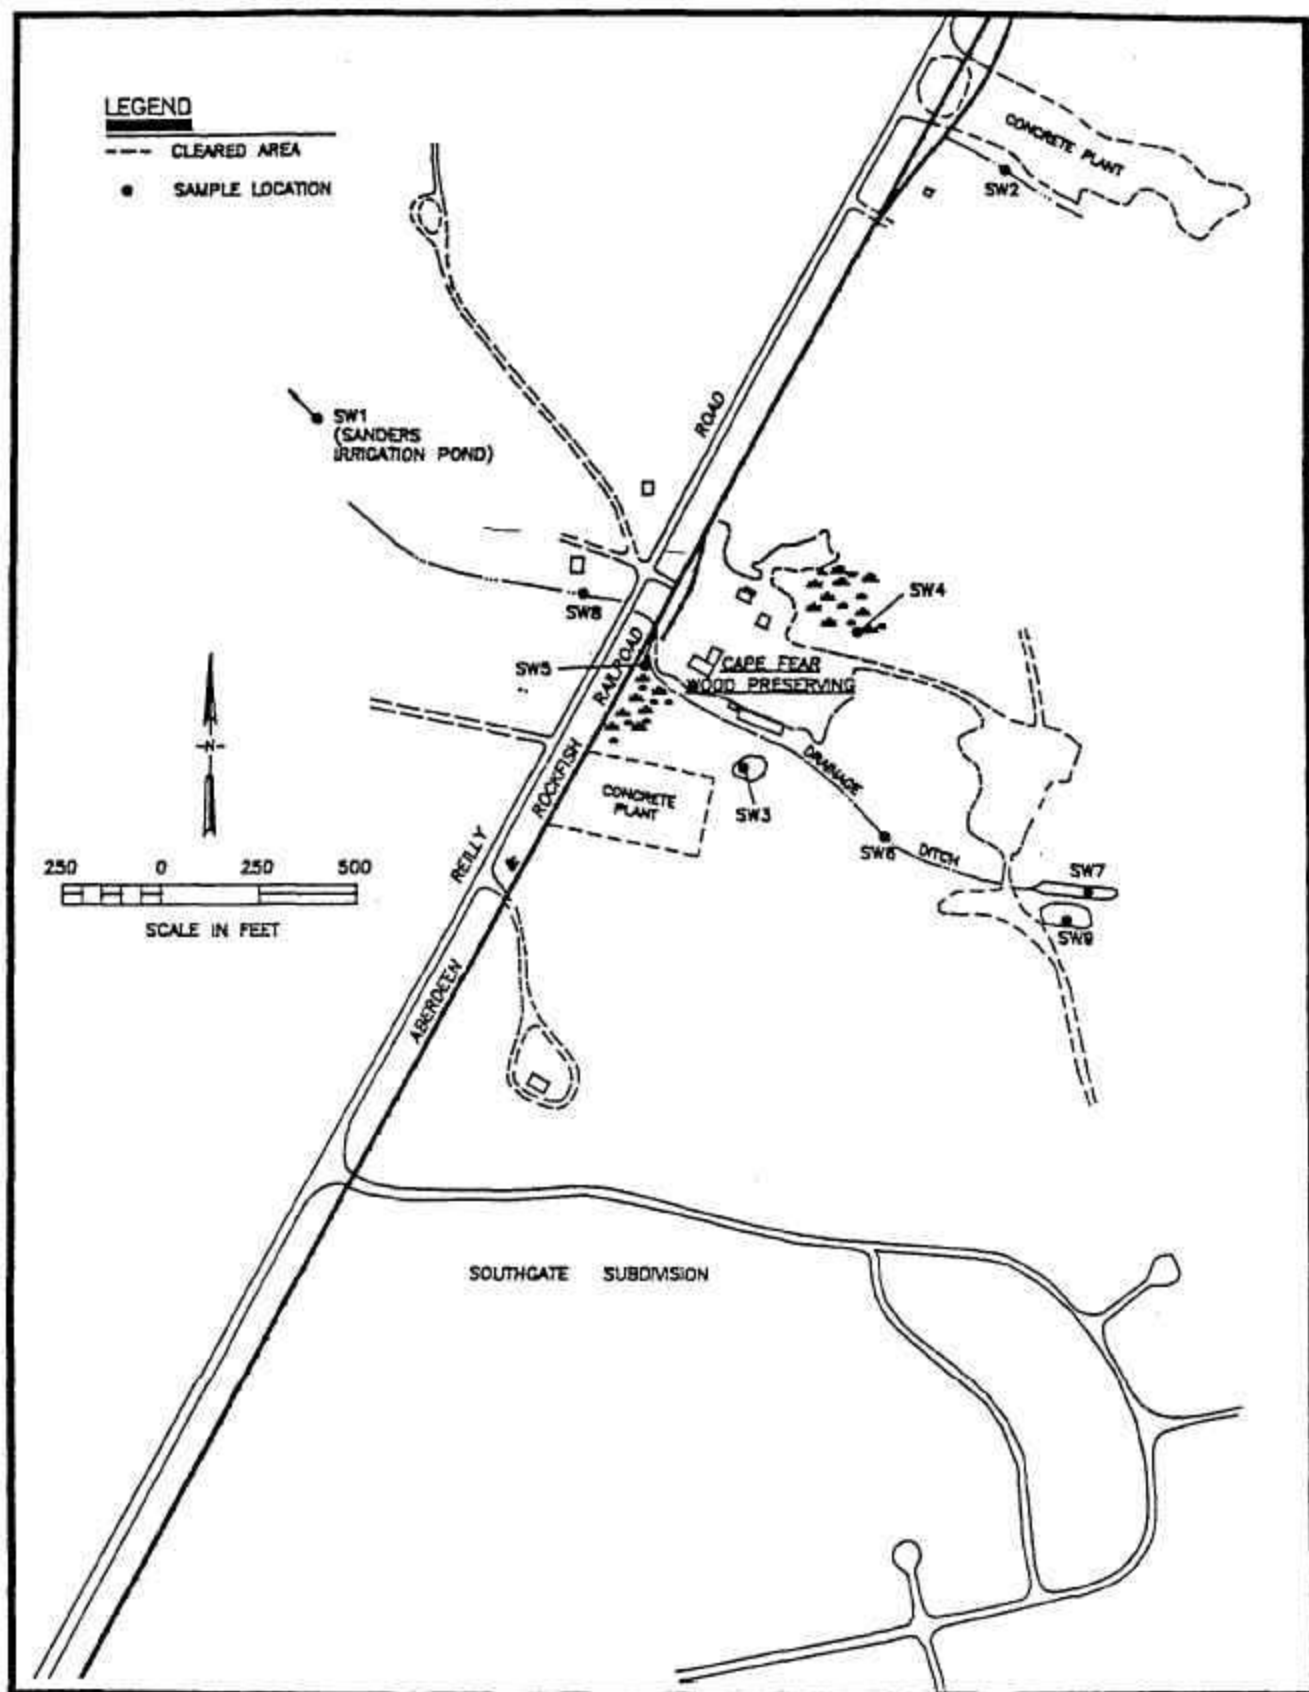 LEGEND
CLEARED AREA
SAMPLE LOCATION
CONCRETE PLANT
SW2
SW1
(SANDERS
IRRIGATION POND)
ROAD
SW8
SW4
SW5
RAILROAD
CAPE FEAR
WOOD PRESERVING
-N-
ROCKFISH
CONCRETE
PLANT
DRAINAGE
SW3
REILLY
SW6
DITCH
SW7
SW9
250 0 250 500
SCALE IN FEET
ABERDEEN
SOUTHGATE SUBDIVISION